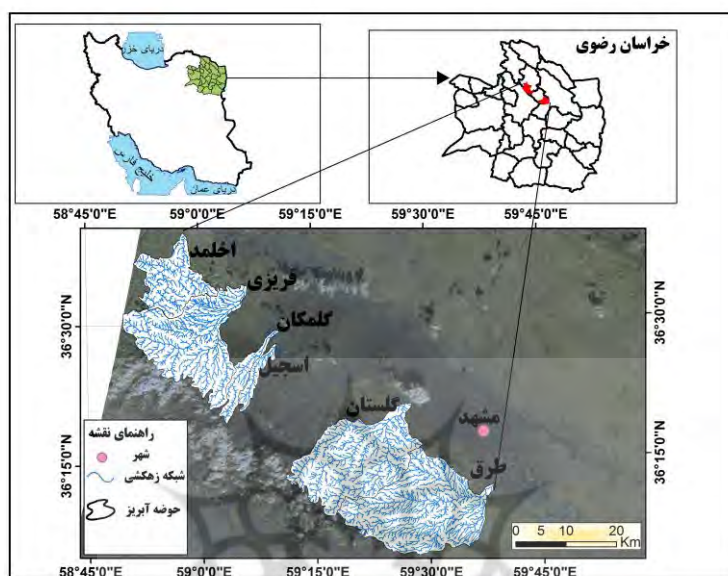 دریای خزر
خلیج فارس
دریای عمان
خراسان رضوی
58°45'0"E 59°0'0"E 59°15'0"E 59°30'0"E 59°45'0"E
36°30'0"N
36°15'0"N
اخلمد
فریزی
گلمکان
اسجیل
گلستان
مشهد
طرق
راهنمای نقشه
شهر
شبکه زهکشی
حوضه آبریز
0 5 10 20
Km
36°30'0"N
36°15'0"N
58°45'0"E 59°0'0"E 59°15'0"E 59°30'0"E 59°45'0"E